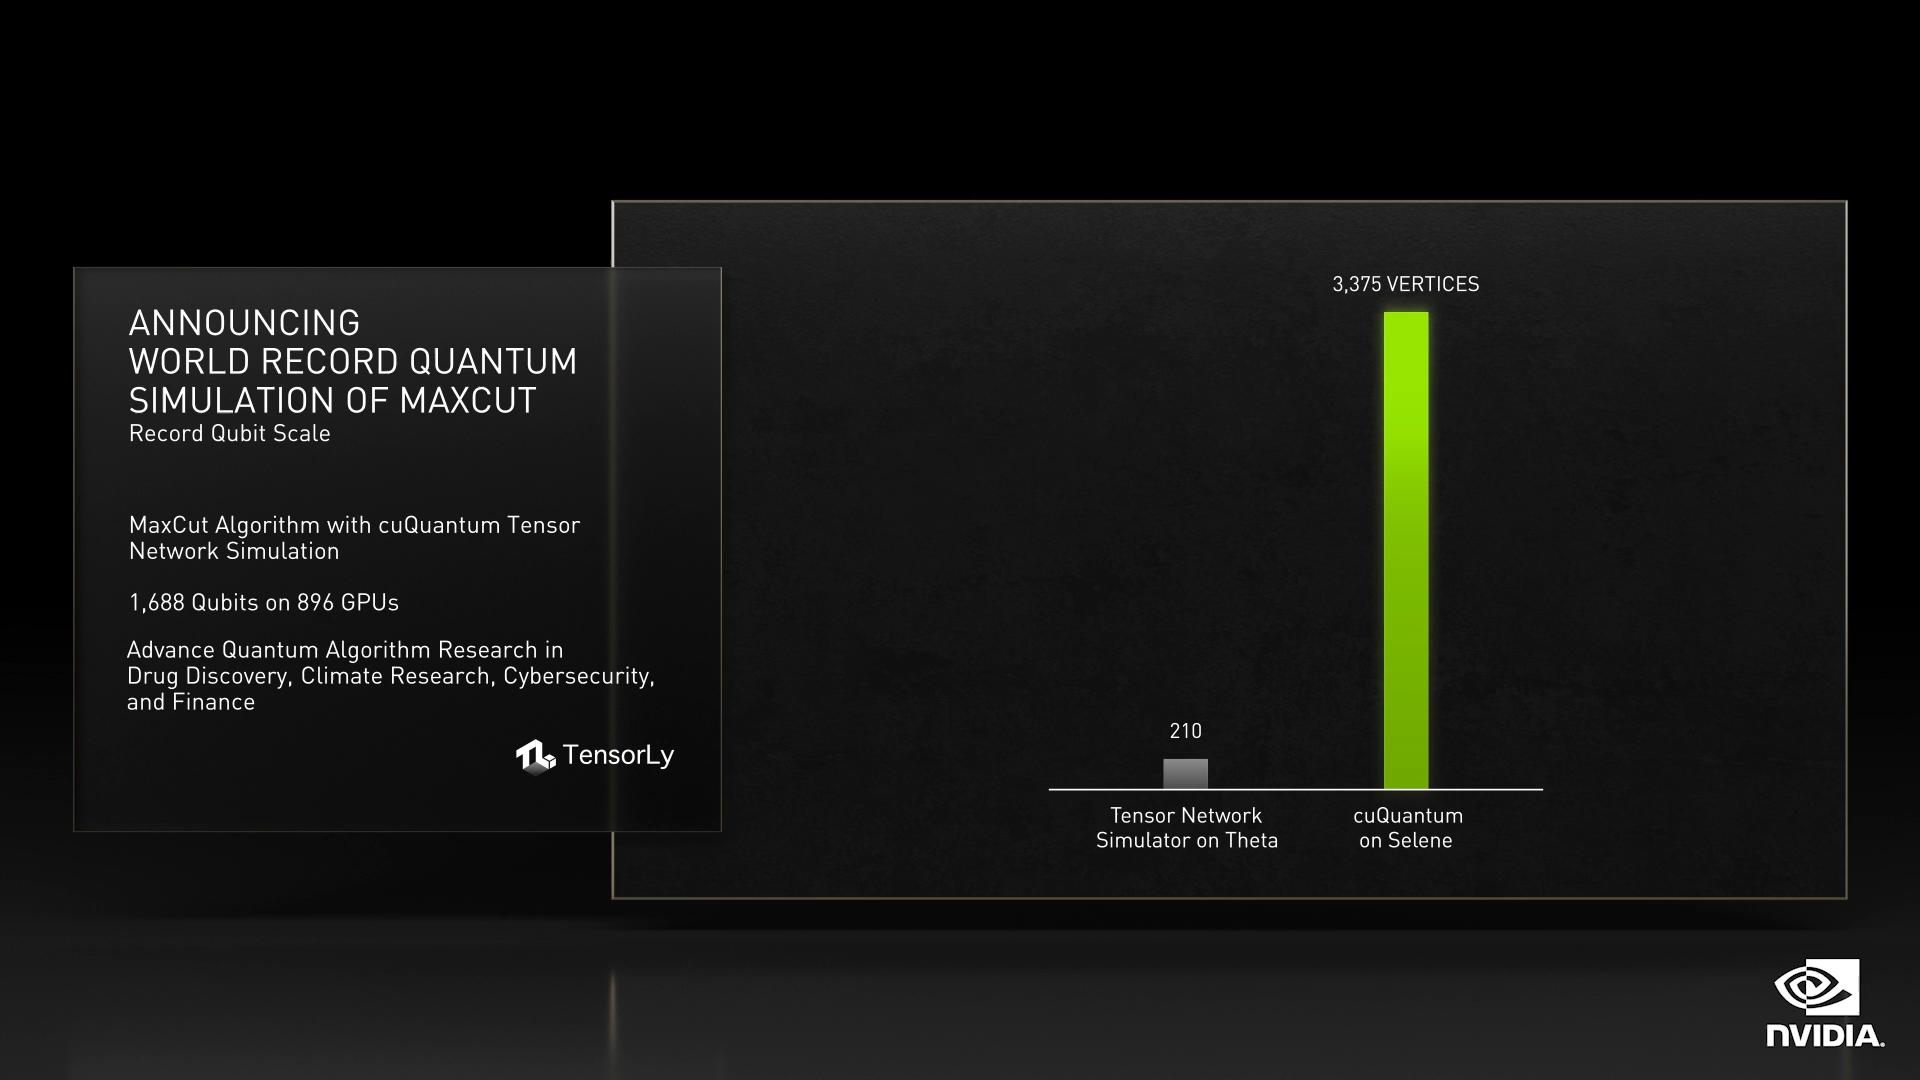 ANNOUNCING
WORLD RECORD QUANTUM
SIMULATION OF MAXCUT
Record Qubit Scale
MaxCut Algorithm with cuQuantum Tensor
Network Simulation
1,688 Qubits on 896 GPUs
Advance Quantum Algorithm Research in
Drug Discovery, Climate Research, Cybersecurity,
and Finance
TensorLy
3,375 VERTICES
210
Tensor Network
Simulator on Theta
cuQuantum
on Selene
NVIDIA.